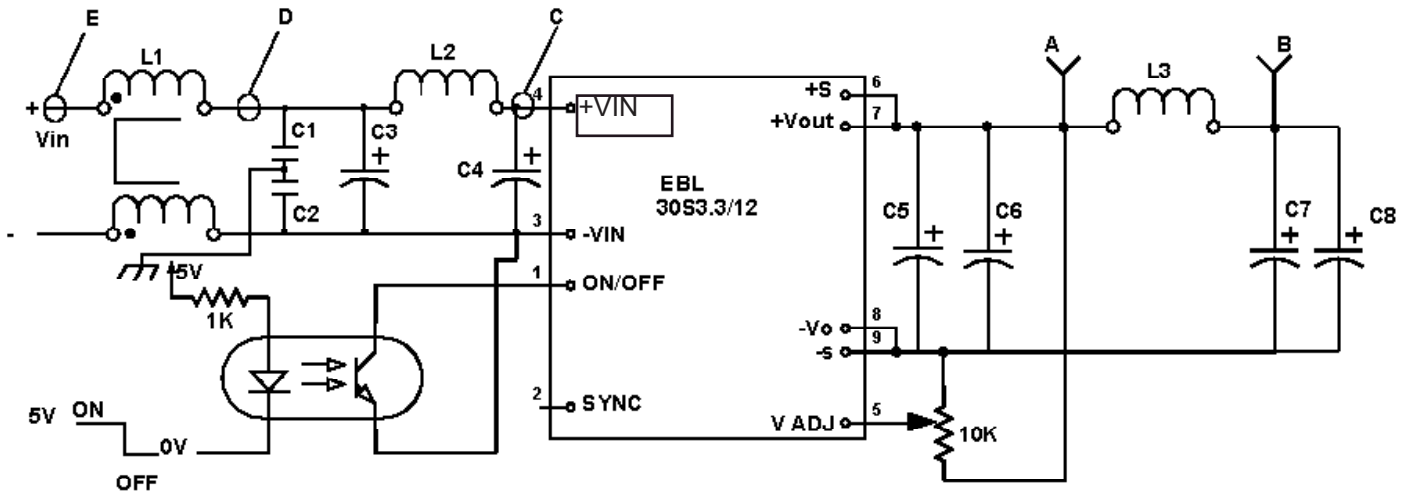 E
D
C
A
B
L1
L2
L3
+
Vin
-
C1
C2
C3
+
C4
+
4
+VIN
3
-VIN
1
ON/OFF
2
SYNC
EBL
30S3.3/12
+S
6
+Vout
7
-Vo
8
-s
9
V ADJ
5
C5
+
C6
+
C7
+
C8
+
10K
+5V
1K
5V
ON
0V
OFF